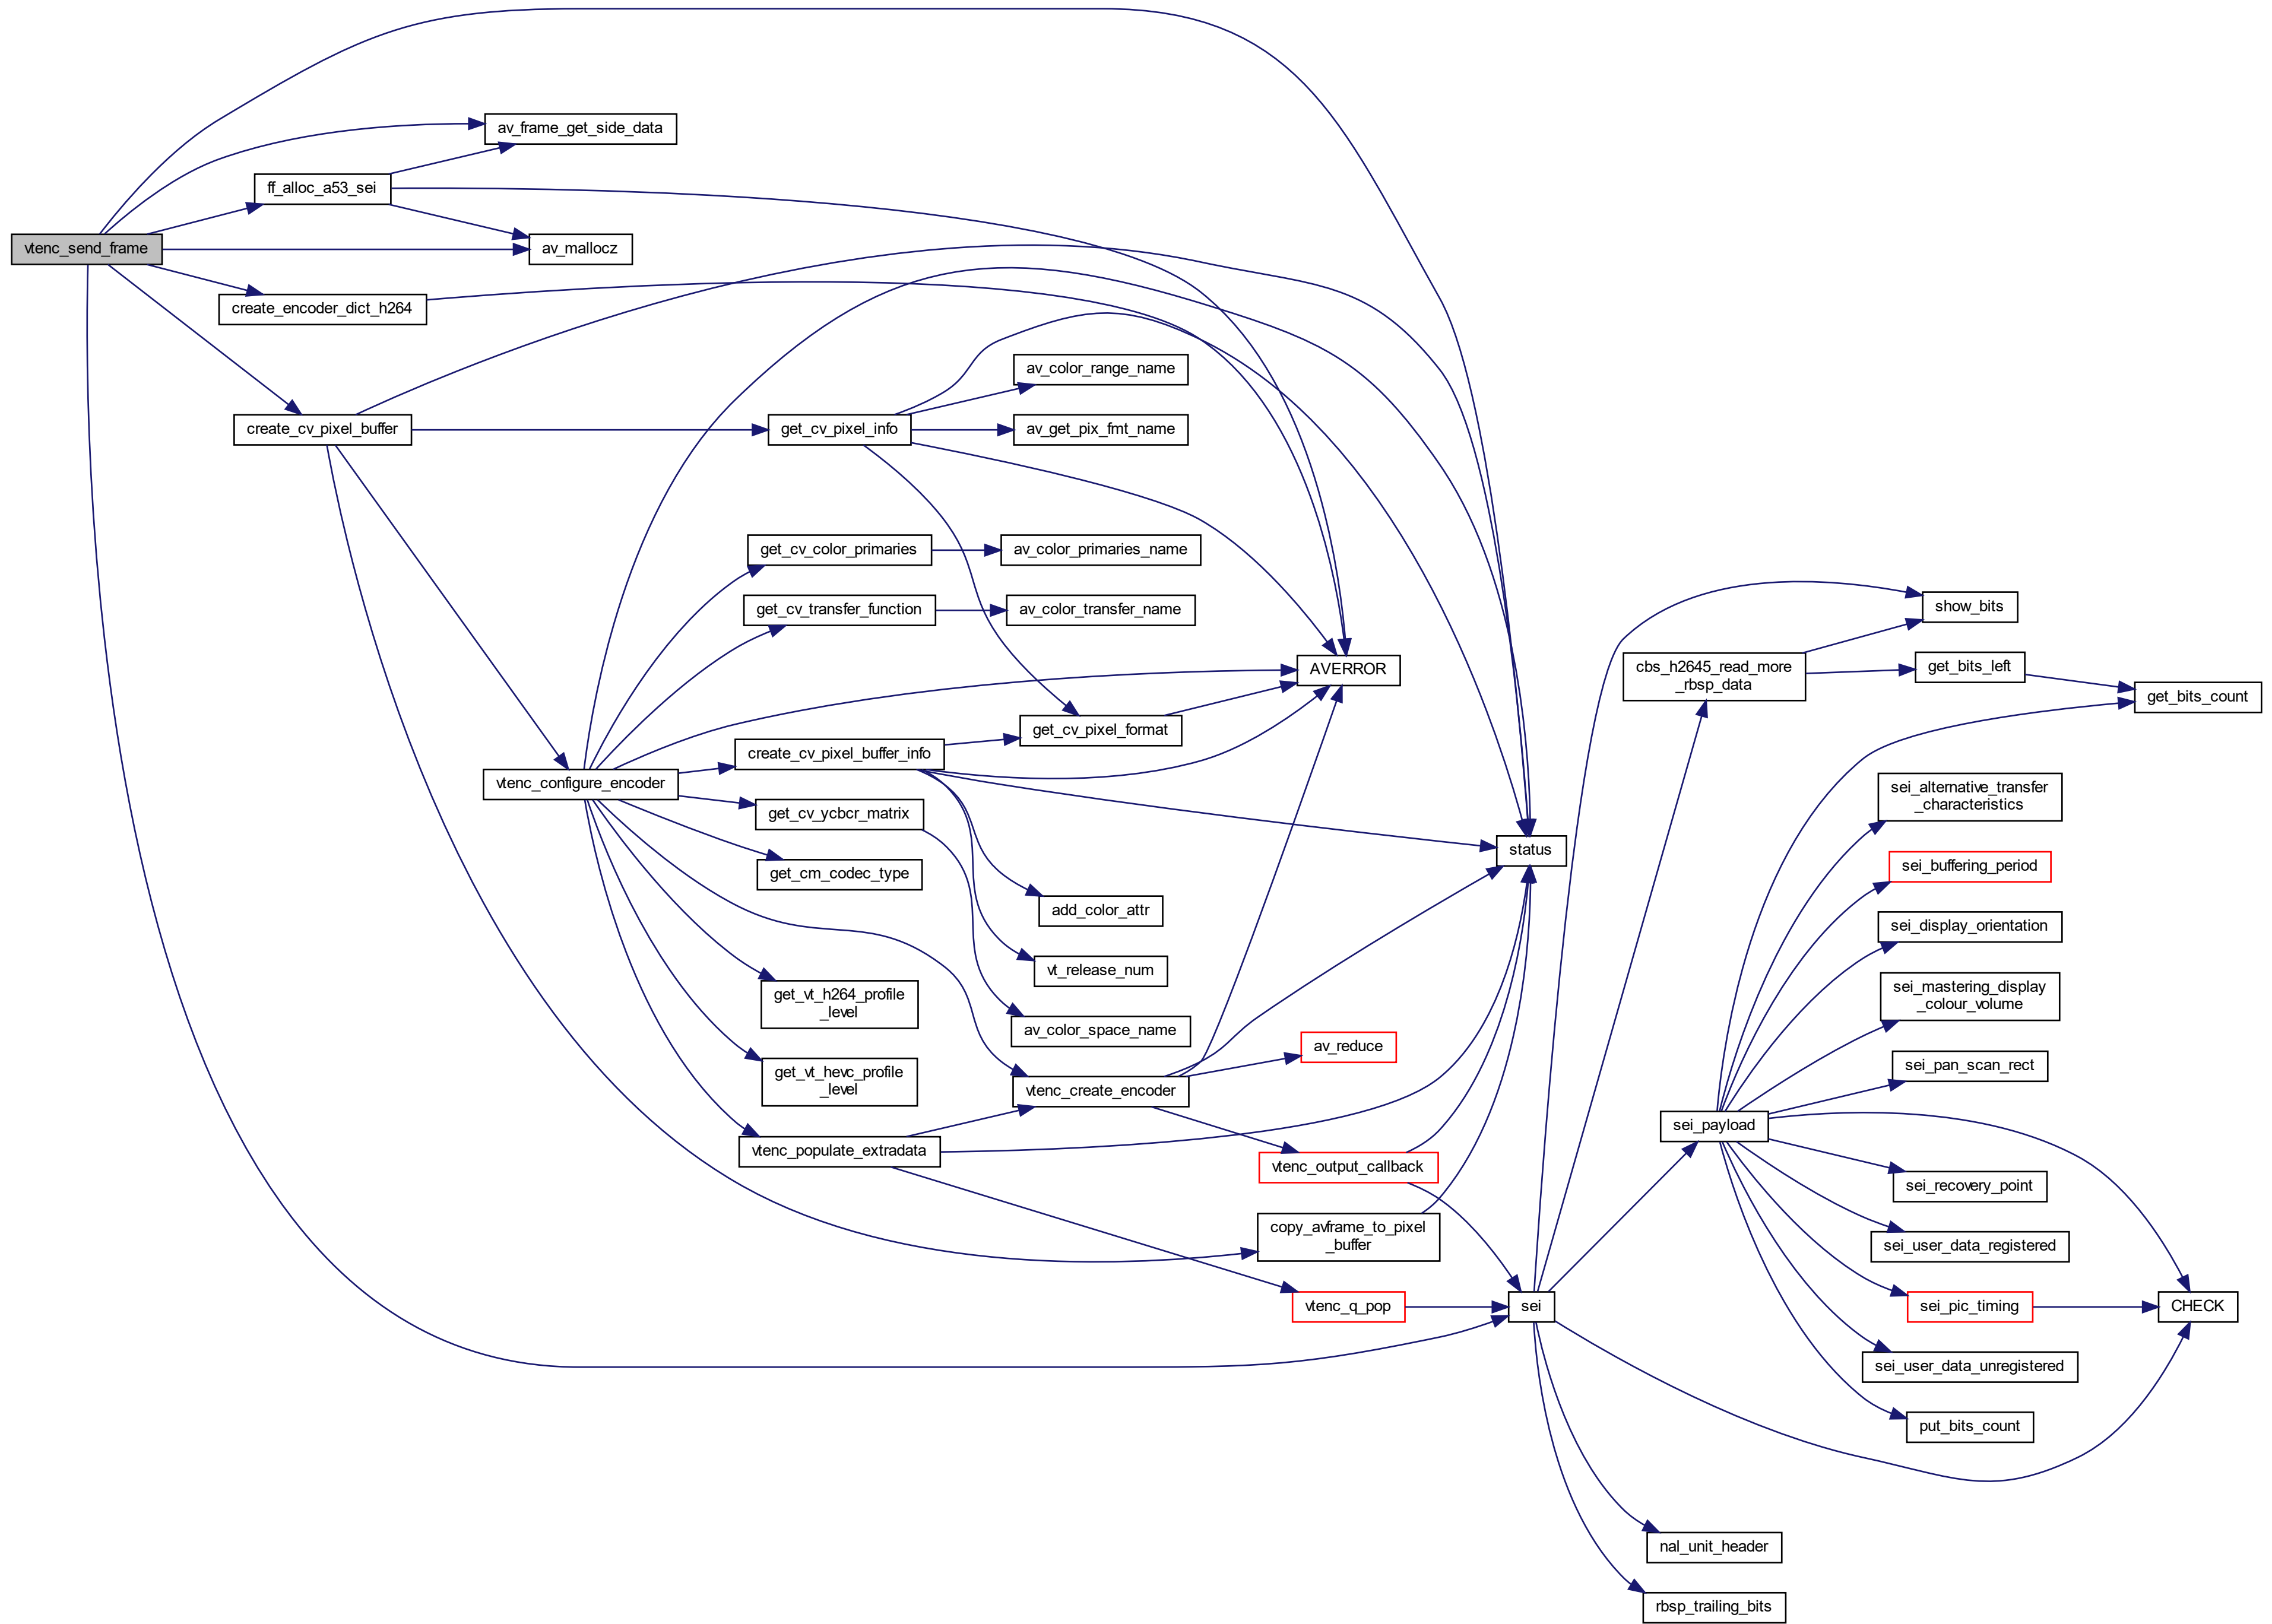 av_frame_get_side_data
ff_alloc_a53_sei
vtenc_send_frame
av_mallocz
create_encoder_dict_h264
av_color_range_name
create_cv_pixel_buffer
get_cv_pixel_info
av_get_pix_fmt_name
get_cv_color_primaries
av_color_primaries_name
get_cv_transfer_function
av_color_transfer_name
show_bits
AVERROR
cbs_h2645_read_more
_rbsp_data
get_bits_left
get_bits_count
get_cv_pixel_format
create_cv_pixel_buffer_info
vtenc_configure_encoder
sei_alternative_transfer
_characteristics
get_cv_ycbcr_matrix
status
sei_buffering_period
get_cm_codec_type
add_color_attr
sei_display_orientation
vt_release_num
get_vt_h264_profile
_level
sei_mastering_display
_colour_volume
av_color_space_name
av_reduce
sei_pan_scan_rect
get_vt_hevc_profile
_level
vtenc_create_encoder
sei_payload
vtenc_populate_extradata
vtenc_output_callback
sei_recovery_point
copy_avframe_to_pixel
_buffer
sei_user_data_registered
vtenc_q_pop
sei
sei_pic_timing
CHECK
sei_user_data_unregistered
put_bits_count
nal_unit_header
rbsp_trailing_bits